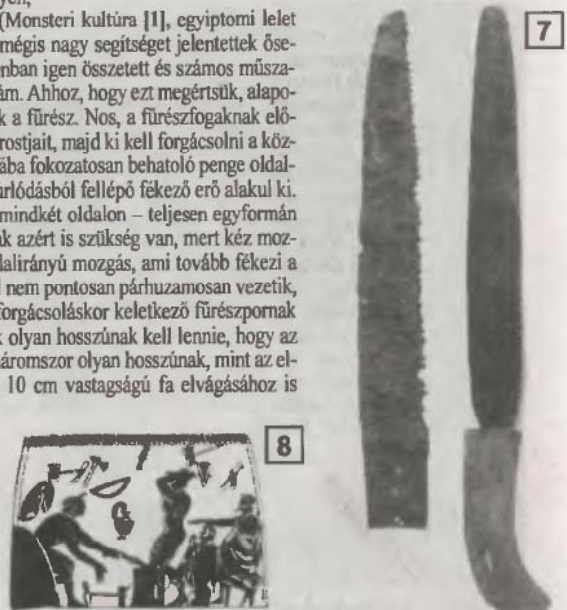 (Monsteri kultúra [1], egyiptomi lelet
mégis nagy segítséget jelentettek őse-
nban igen összetett és számos műsza-
ám. Ahhoz, hogy ezt megértsük, alapo-
k a fűrész. Nos, a fűrészfogaknak elő-
rostjait, majd ki kell forgácsolni a köz-
ába fokozatosan behatoló penge oldal-
úrlódásból fellépő fékező erő alakul ki.
mindkét oldalon – teljesen egyformán
ak azért is szükség van, mert kéz moz-
dalirányú mozgás, ami tovább fékezi a
l nem pontosan párhuzamosan vezetik,
forgácsoláskor keletkező fűrészpornak
k olyan hosszúnak kell lennie, hogy az
áromszor olyan hosszúnak, mint az el-
10 cm vastagságú fa elvágásához is
7
8